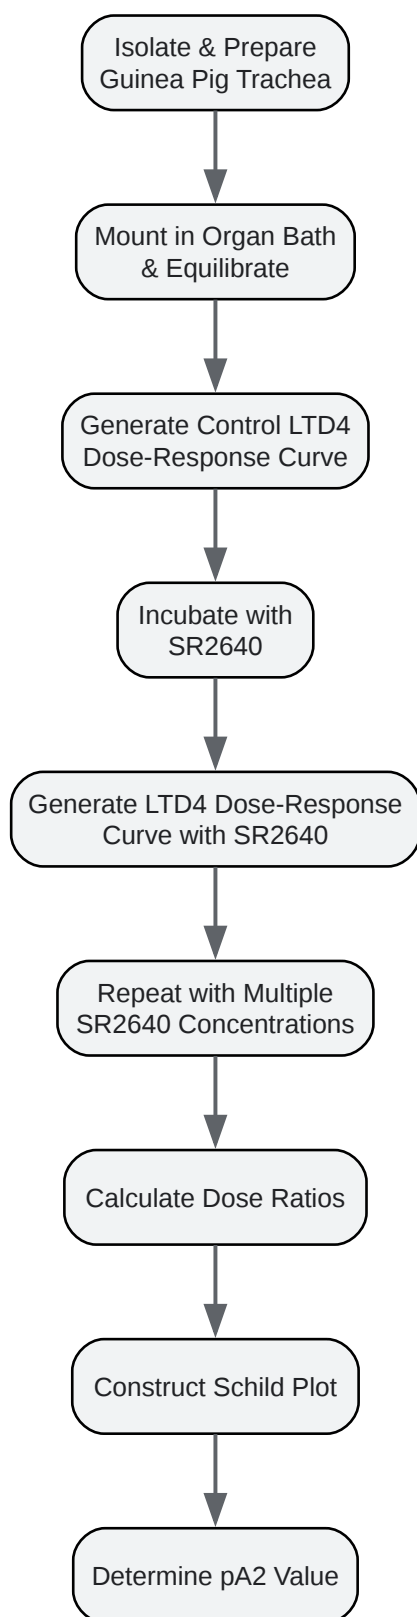 Isolate & Prepare
Guinea Pig Trachea
Mount in Organ Bath
& Equilibrate
Generate Control LTD4
Dose-Response Curve
Incubate with
SR2640
Generate LTD4 Dose-Response
Curve with SR2640
Repeat with Multiple
SR2640 Concentrations
Calculate Dose Ratios
Construct Schild Plot
Determine pA2 Value